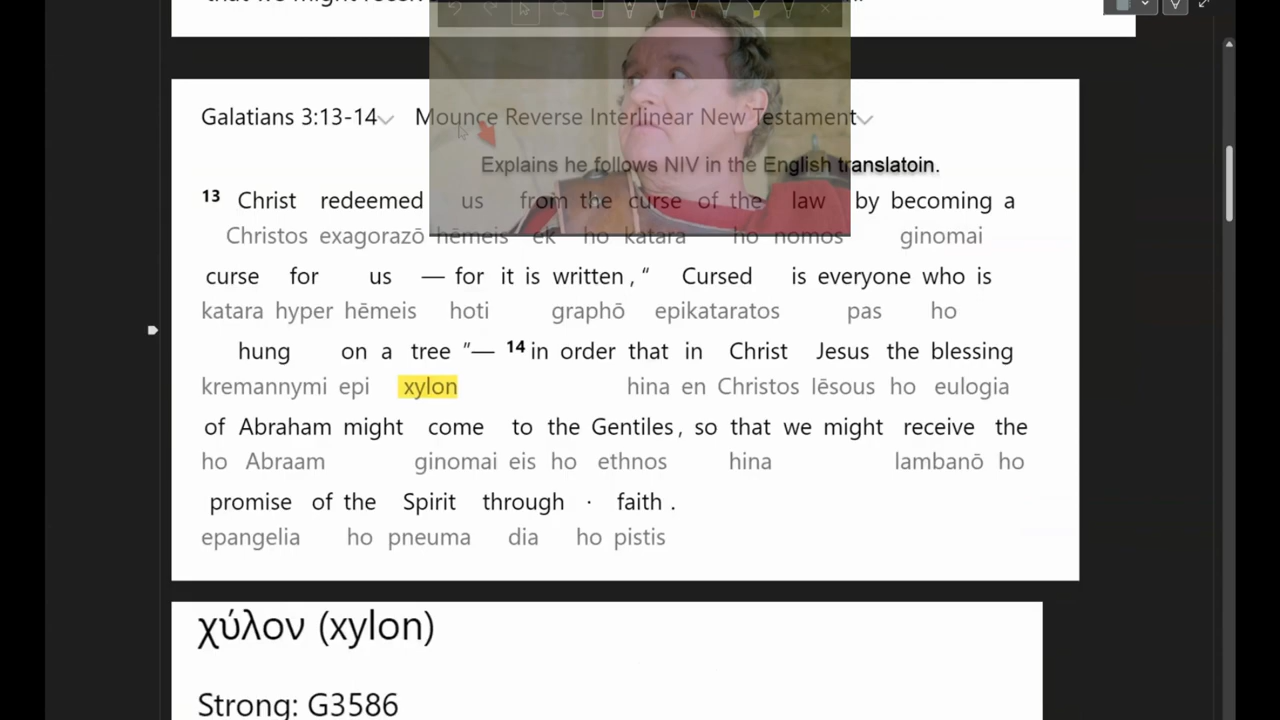 Galatians 3:13-14 Mounce Reverse Interlinear New Testament
Explains he follows NIV in the English translatoin.
13 Christ redeemed us from the curse of the law by becoming a
Christos exagorazō hēmeis ek ho katara ho nomos ginomai
curse for us — for it is written , “ Cursed is everyone who is
katara hyper hēmeis hoti graphō epikataratos pas ho
hung on a tree ”— 14 in order that in Christ Jesus the blessing
kremannymi epi xylon hina en Christos Iēsous ho eulogia
of Abraham might come to the Gentiles , so that we might receive the
ho Abraam ginomai eis ho ethnos hina lambanō ho
promise of the Spirit through · faith .
epangelia ho pneuma dia ho pistis
χύλον (xylon)
Strong: G3586